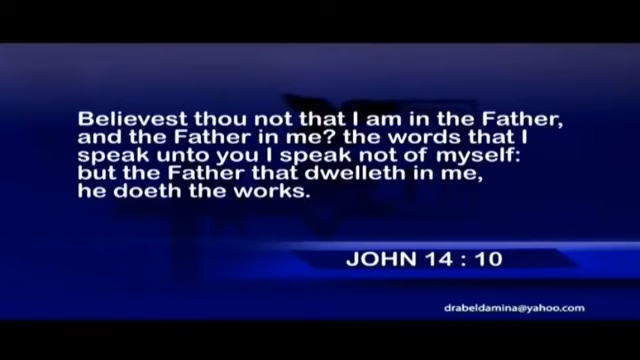 Believest thou not that I am in the Father,
and the Father in me? the words that I
speak unto you I speak not of myself:
but the Father that dwelleth in me,
he doeth the works.
JOHN 14 : 10
drabeldamina@yahoo.com